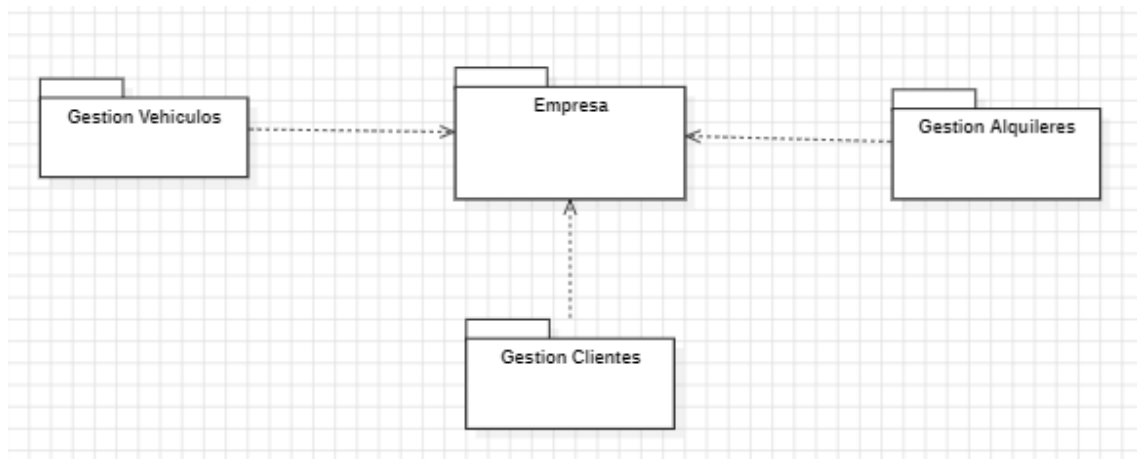 Gestion Vehiculos
Empresa
Gestion Alquileres
Gestion Clientes